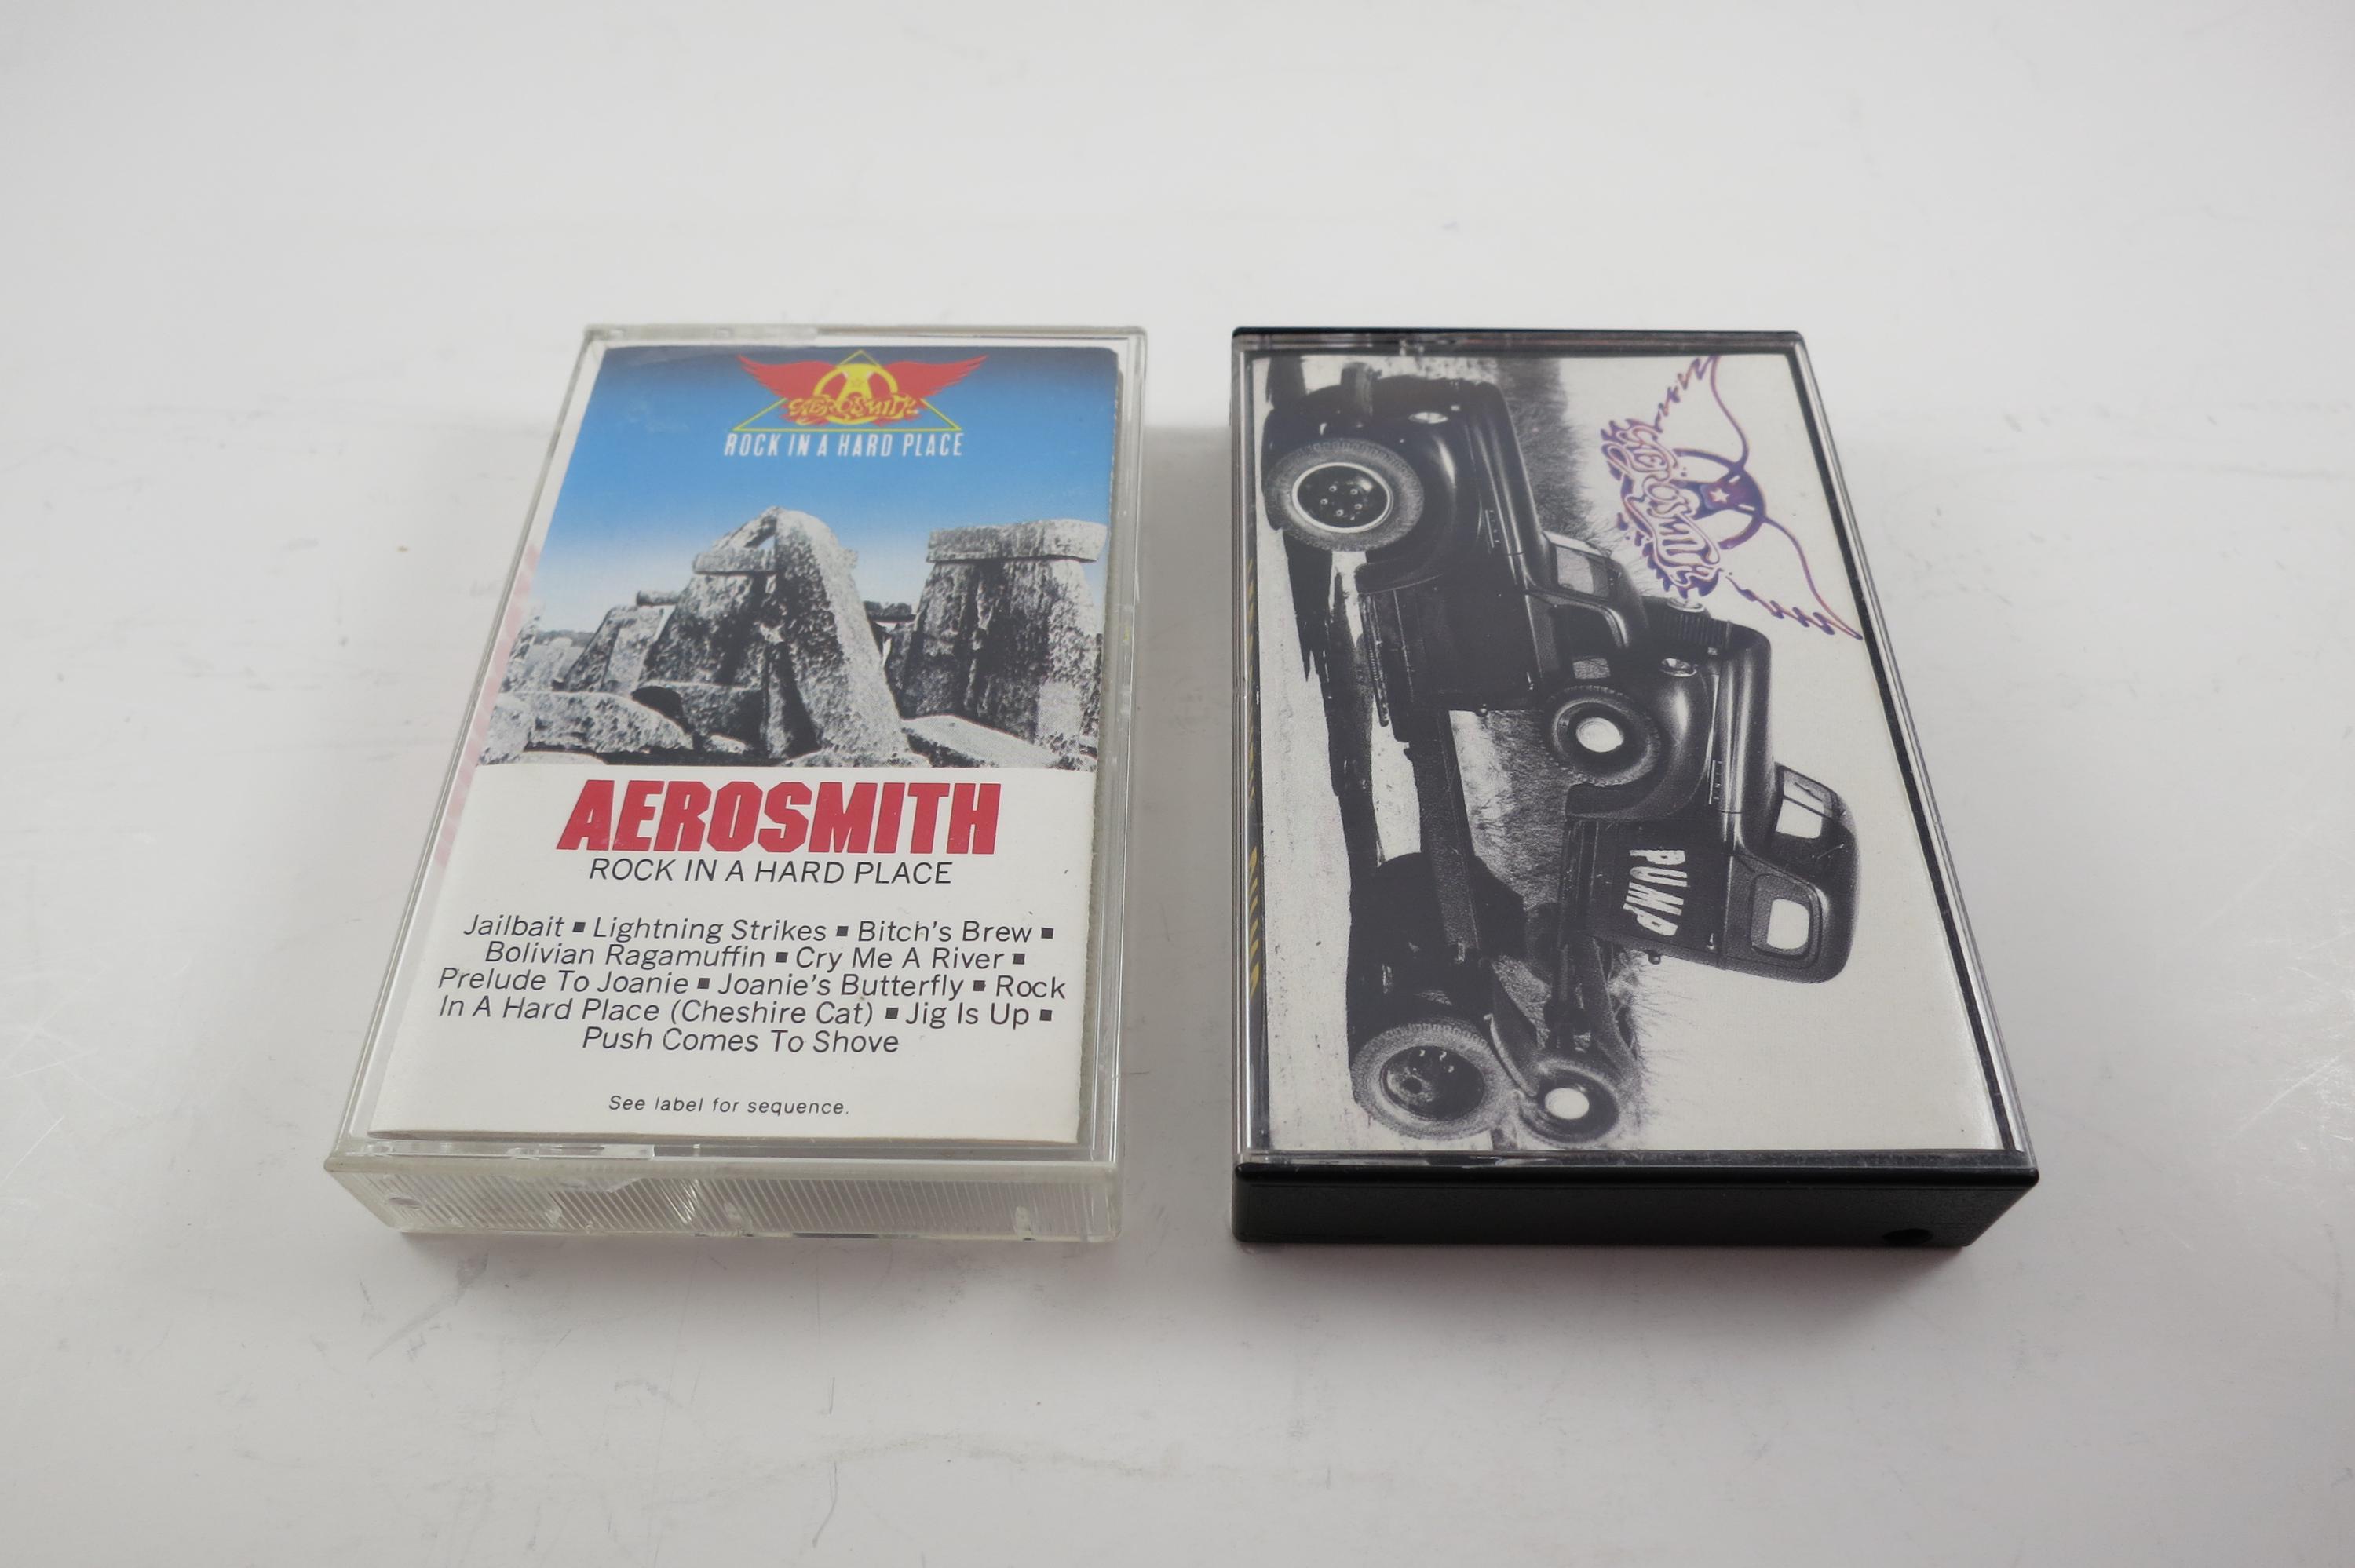 AEROSMITH
ROCK IN A HARD PLACE
AEROSMITH
ROCK IN A HARD PLACE
Jailbait ▪ Lightning Strikes ▪ Bitch's Brew ▪
Bolivian Ragamuffin ▪ Cry Me A River ▪
Prelude To Joanie ▪ Joanie's Butterfly ▪ Rock
In A Hard Place (Cheshire Cat) ▪ Jig Is Up ▪
Push Comes To Shove
See label for sequence.
AEROSMITH
PUMP